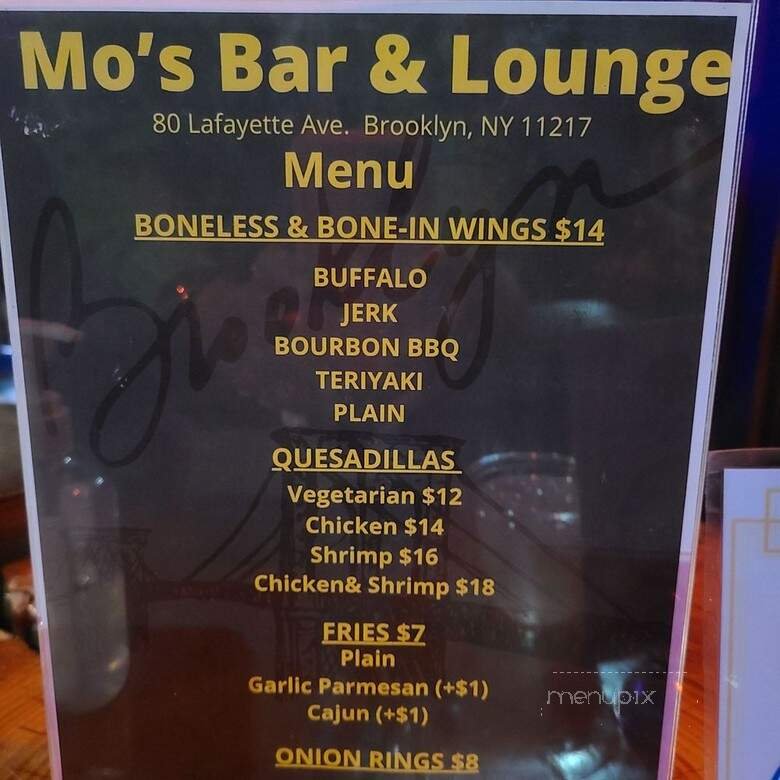 Mo's Bar & Lounge
80 Lafayette Ave. Brooklyn, NY 11217
Menu
BONELESS & BONE-IN WINGS $14
BUFFALO
JERK
BOURBON BBQ
TERIYAKI
PLAIN
Brooklyn
QUESADILLAS
Vegetarian $12
Chicken $14
Shrimp $16
Chicken& Shrimp $18
FRIES $7
Plain
Garlic Parmesan (+$1)
Cajun (+$1)
menupix
ONION RINGS $8